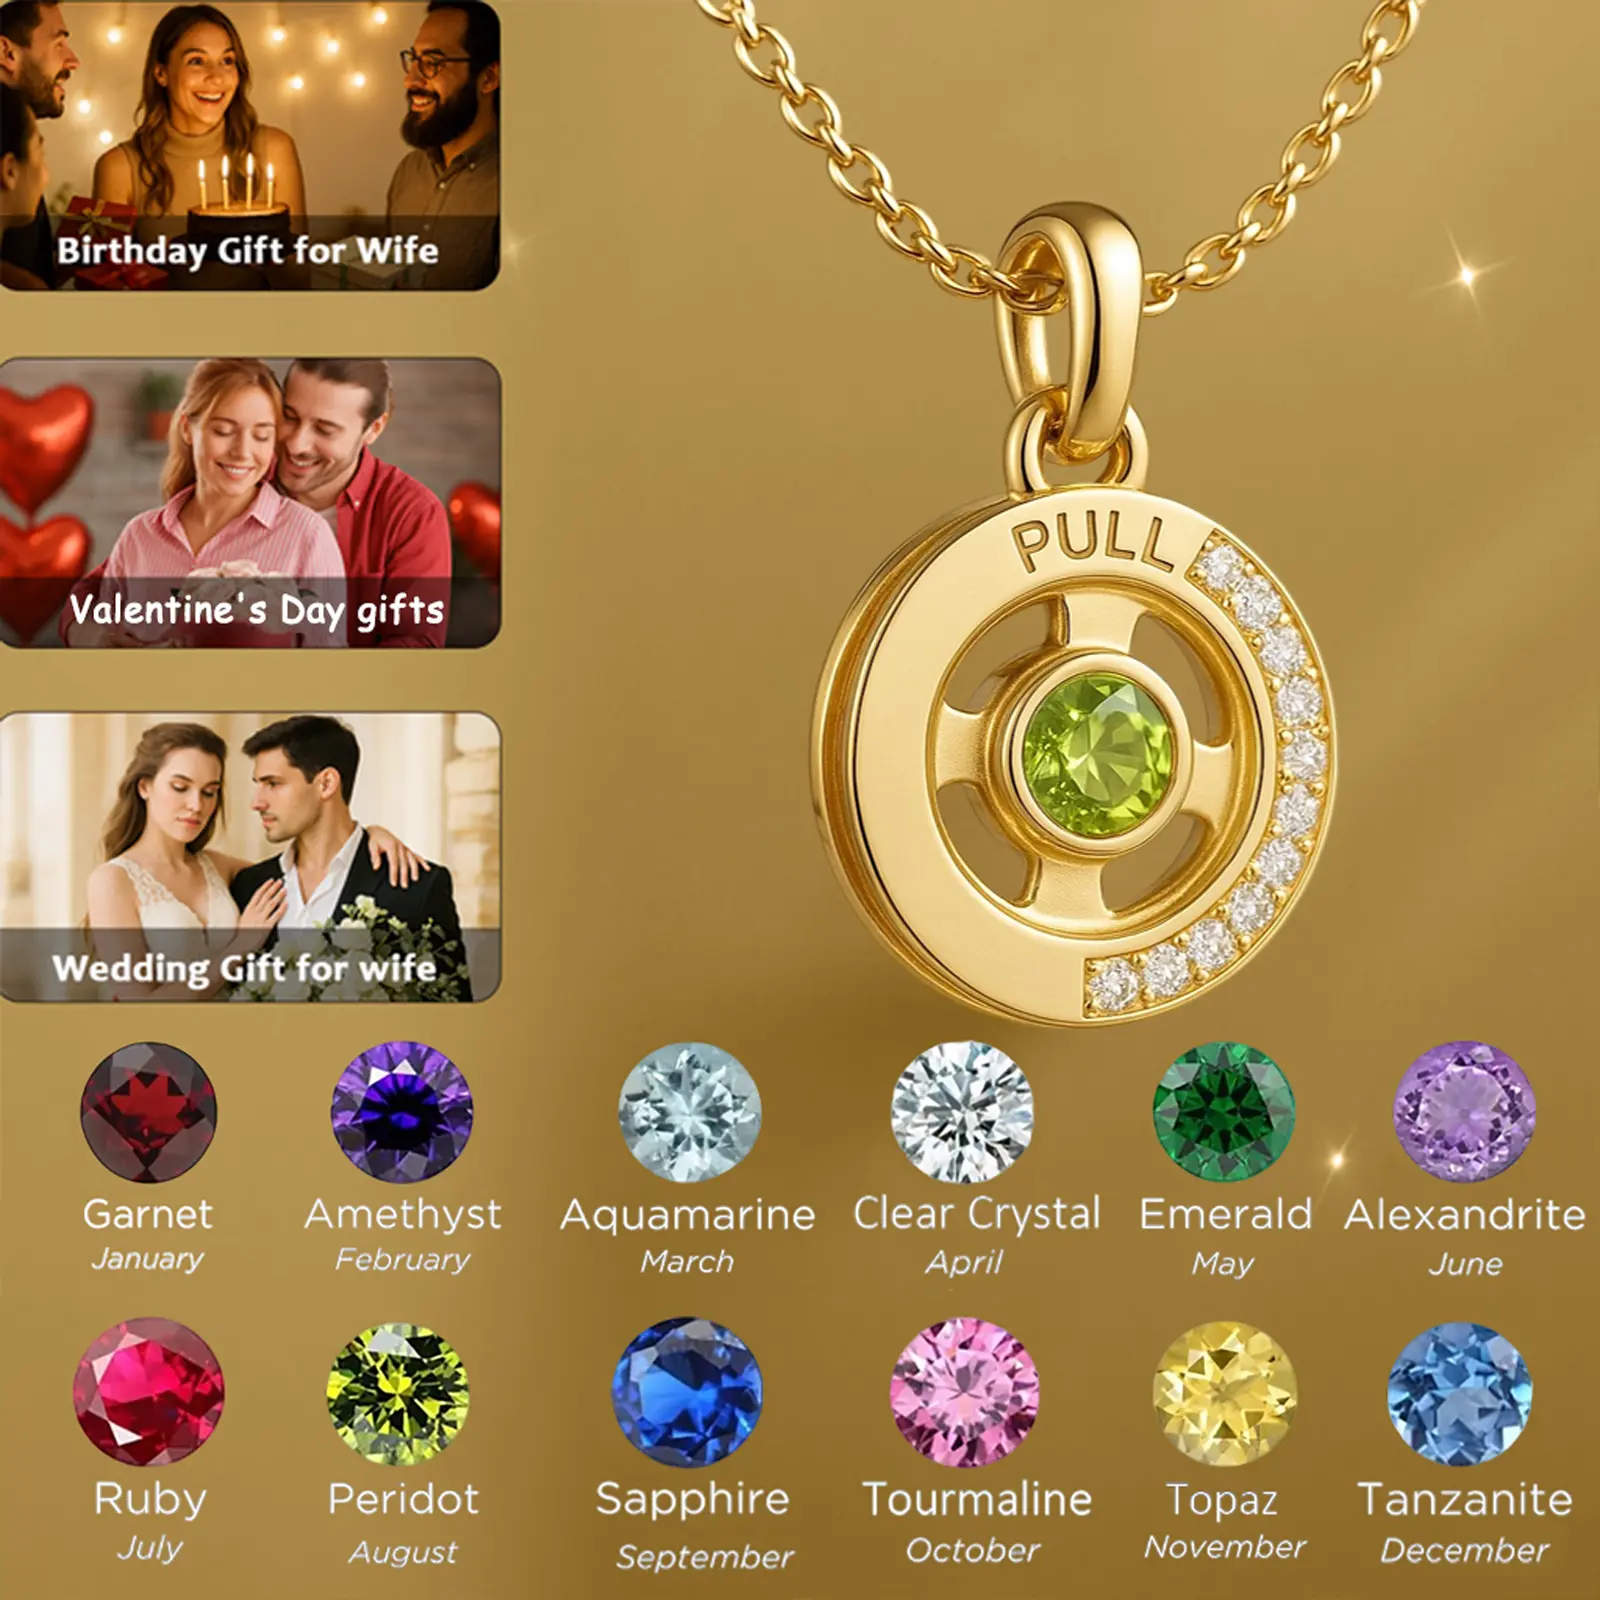 Birthday Gift for Wife
Valentine's Day gifts
Wedding Gift for wife
PULL
Garnet
January
Amethyst
February
Aquamarine
March
Clear Crystal
April
Emerald
May
Alexandrite
June
Ruby
July
Peridot
August
Sapphire
September
Tourmaline
October
Topaz
November
Tanzanite
December